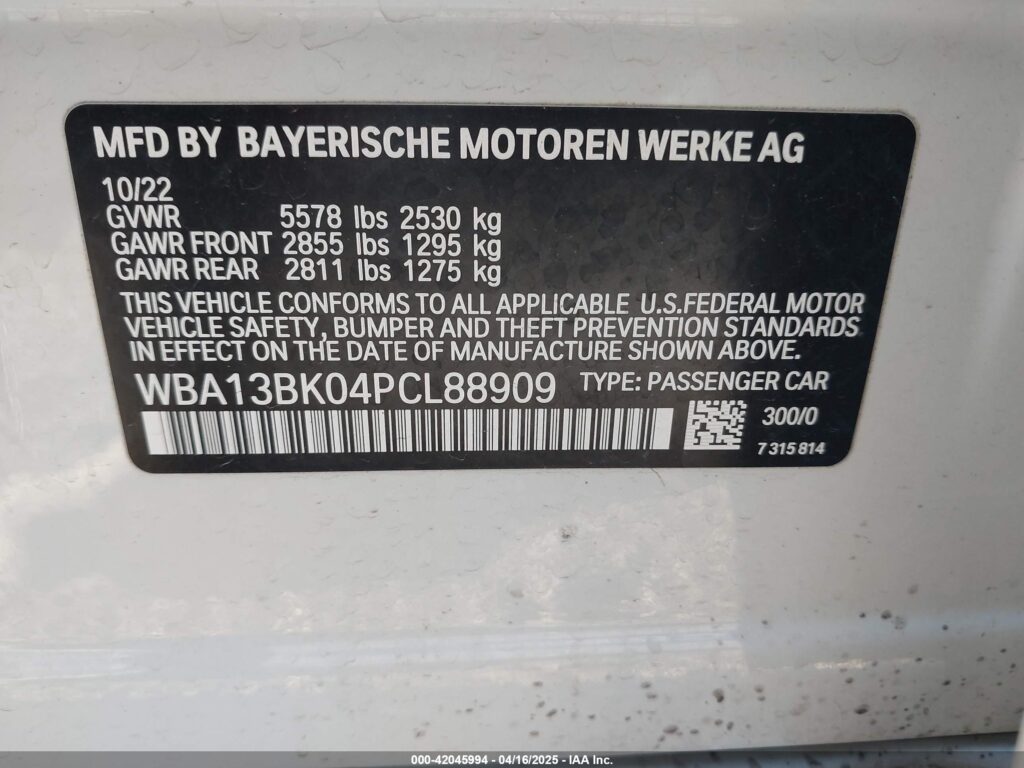 MFD BY BAYERISCHE MOTOREN WERKE AG
10/22
GVWR 5578 lbs 2530 kg
GAWR FRONT 2855 lbs 1295 kg
GAWR REAR 2811 lbs 1275 kg
THIS VEHICLE CONFORMS TO ALL APPLICABLE U.S.FEDERAL MOTOR
VEHICLE SAFETY, BUMPER AND THEFT PREVENTION STANDARDS
IN EFFECT ON THE DATE OF MANUFACTURE SHOWN ABOVE.
WBA13BK04PCL88909 TYPE: PASSENGER CAR
300/0
7 315 814
000-42045994 - 04/16/2025 - IAA Inc.